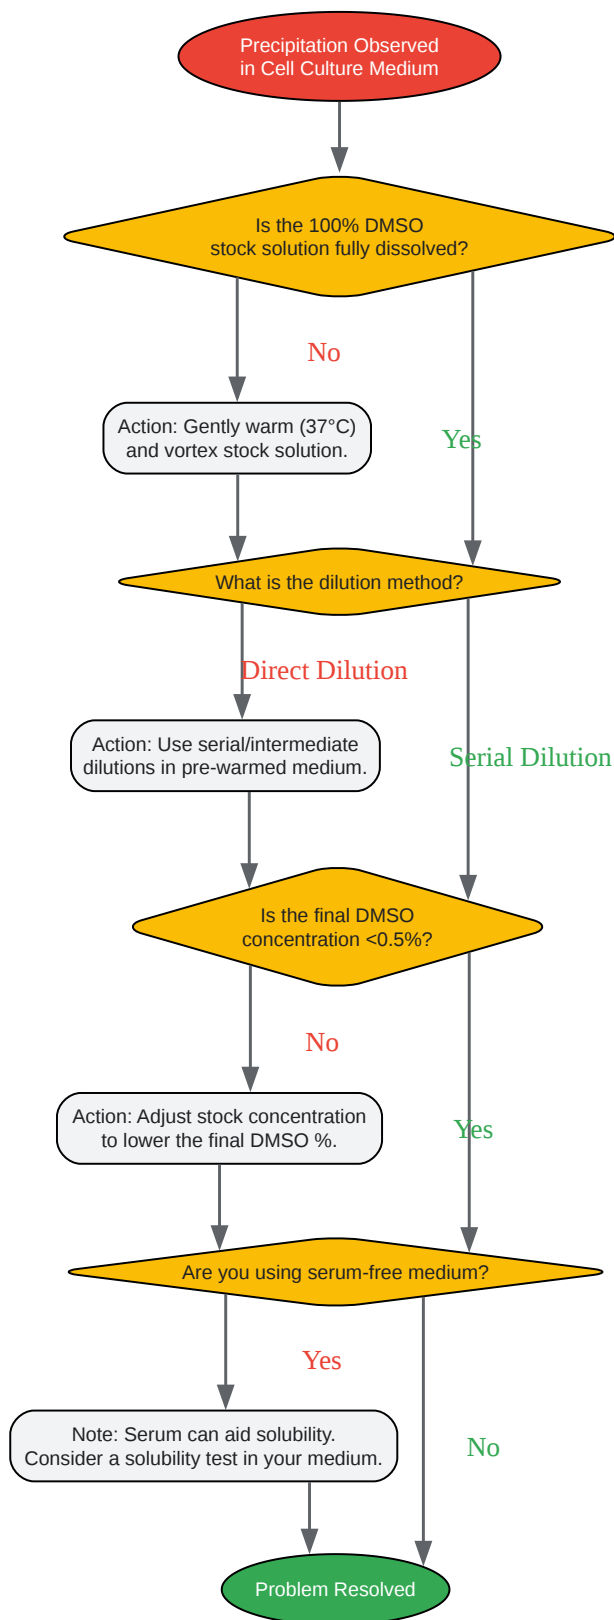 Precipitation Observed
in Cell Culture Medium
Is the 100% DMSO
stock solution fully dissolved?
No
Action: Gently warm (37°C)
and vortex stock solution.
Yes
What is the dilution method?
Direct Dilution
Action: Use serial/intermediate
dilutions in pre-warmed medium.
Serial Dilution
Is the final DMSO
concentration <0.5%?
No
Action: Adjust stock concentration
to lower the final DMSO %.
Yes
Are you using serum-free medium?
Yes
Note: Serum can aid solubility.
Consider a solubility test in your medium.
No
Problem Resolved